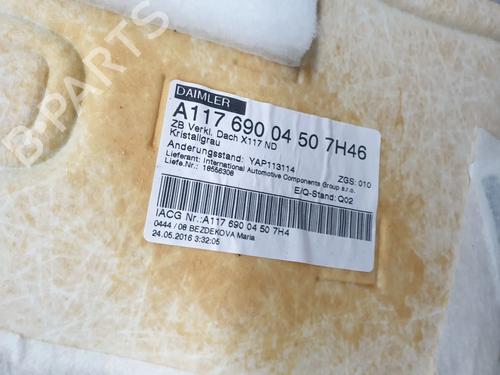 B-PARTS
DAIMLER
A117 690 04 50 7H46
ZB Verkl. Dach X117 ND
Kristallgrau
Änderungsstand: YAP113114
ZGS: 010
Lieferant: International Automotive Components Group s.r.o.
Liefe.Nr.: 18556308
E/Q-Stand: Q02
IACG Nr.:A117 690 04 50 7H4
0444 / 08 BEZDEKOVA Maria
24.05.2016 3:32:05